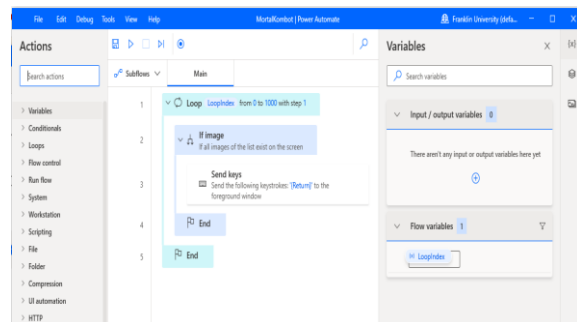 File Edit Debug Tools View Help
MortalKombot | Power Automate
Franklin University (defa...
Actions
Search actions
Variables
Conditionals
Loops
Flow control
Run flow
System
Workstation
Scripting
File
Folder
Compression
UI automation
HTTP
Subflows
Main
1
Loop LoopIndex from 0 to 1000 with step 1
2
If image
If all images of the list exist on the screen
3
Send keys
Send the following keystrokes: '{Return}' to the
foreground window
4
End
5
End
Variables
{x}
Search variables
Input / output variables 0
There aren't any input or output variables here yet
Flow variables 1
LoopIndex